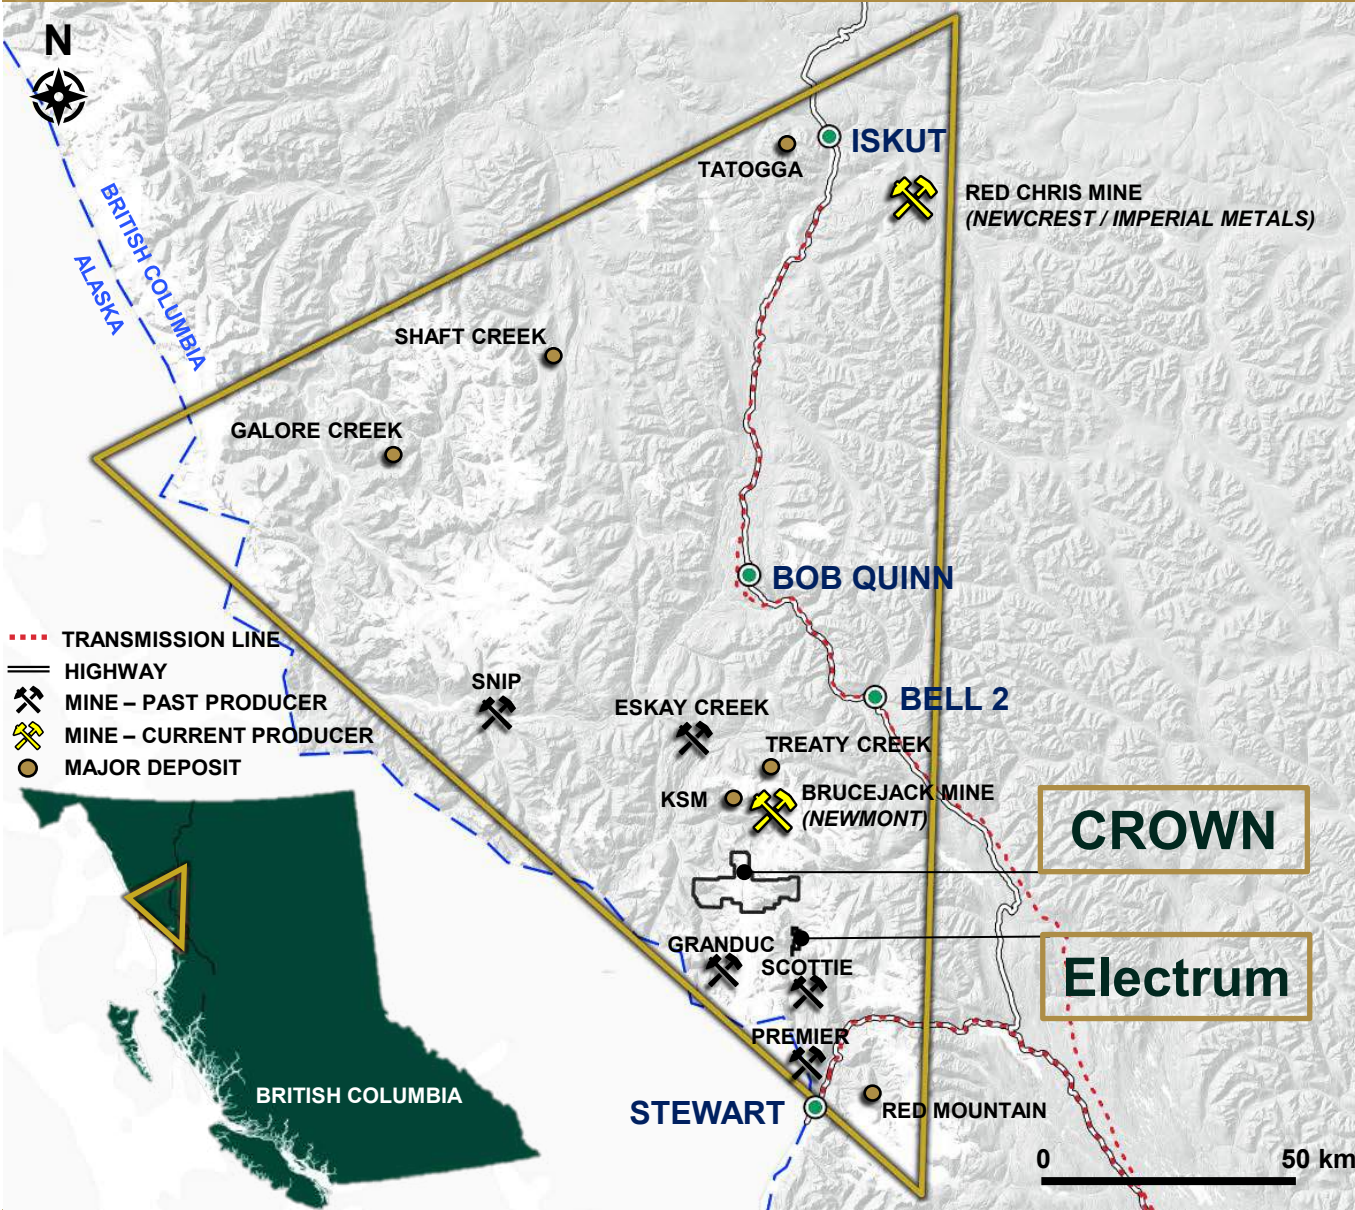 N
ISKUT
TATOGGA
RED CHRIS MINE
(NEWCREST / IMPERIAL METALS)
BRITISH COLUMBIA
ALASKA
SHAFT CREEK
GALORE CREEK
BOB QUINN
TRANSMISSION LINE
HIGHWAY
MINE – PAST PRODUCER
MINE – CURRENT PRODUCER
MAJOR DEPOSIT
SNIP
ESKAY CREEK
BELL 2
TREATY CREEK
KSM
BRUCEJACK MINE
(NEWMONT)
CROWN
GRANDUC
SCOTTIE
Electrum
PREMIER
STEWART
RED MOUNTAIN
BRITISH COLUMBIA
0 50 km